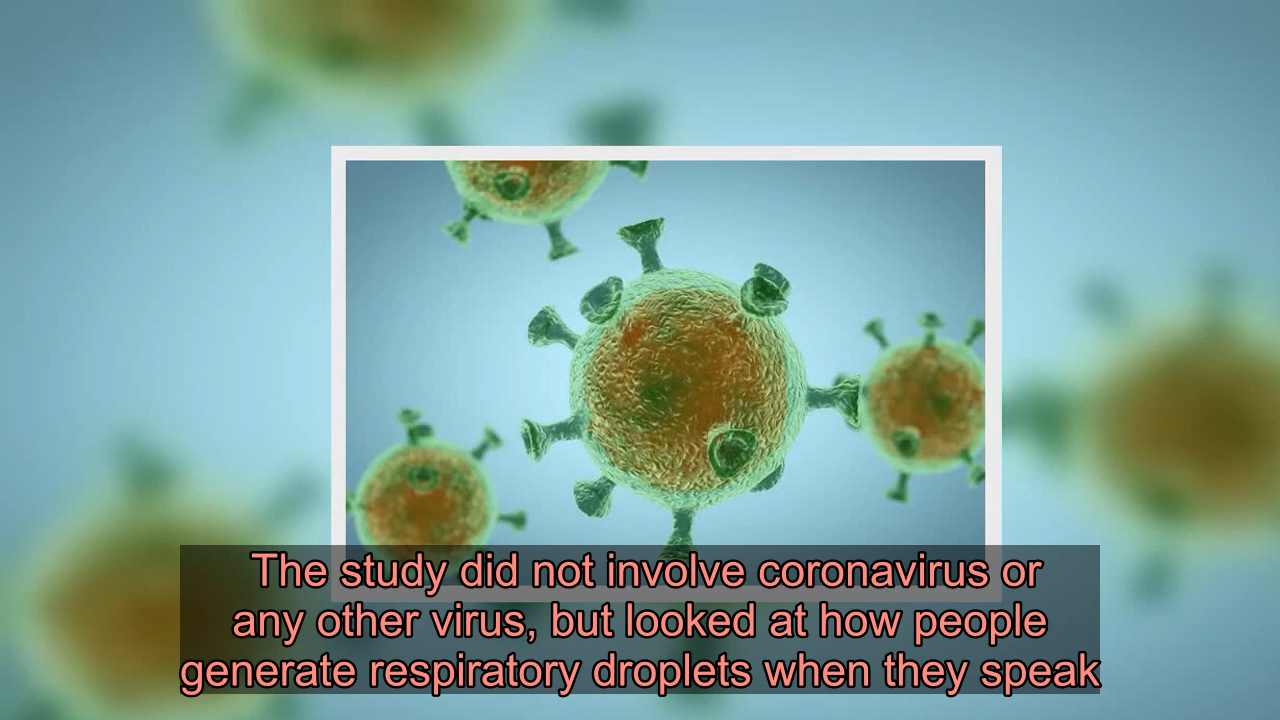 The study did not involve coronavirus or
any other virus, but looked at how people
generate respiratory droplets when they speak